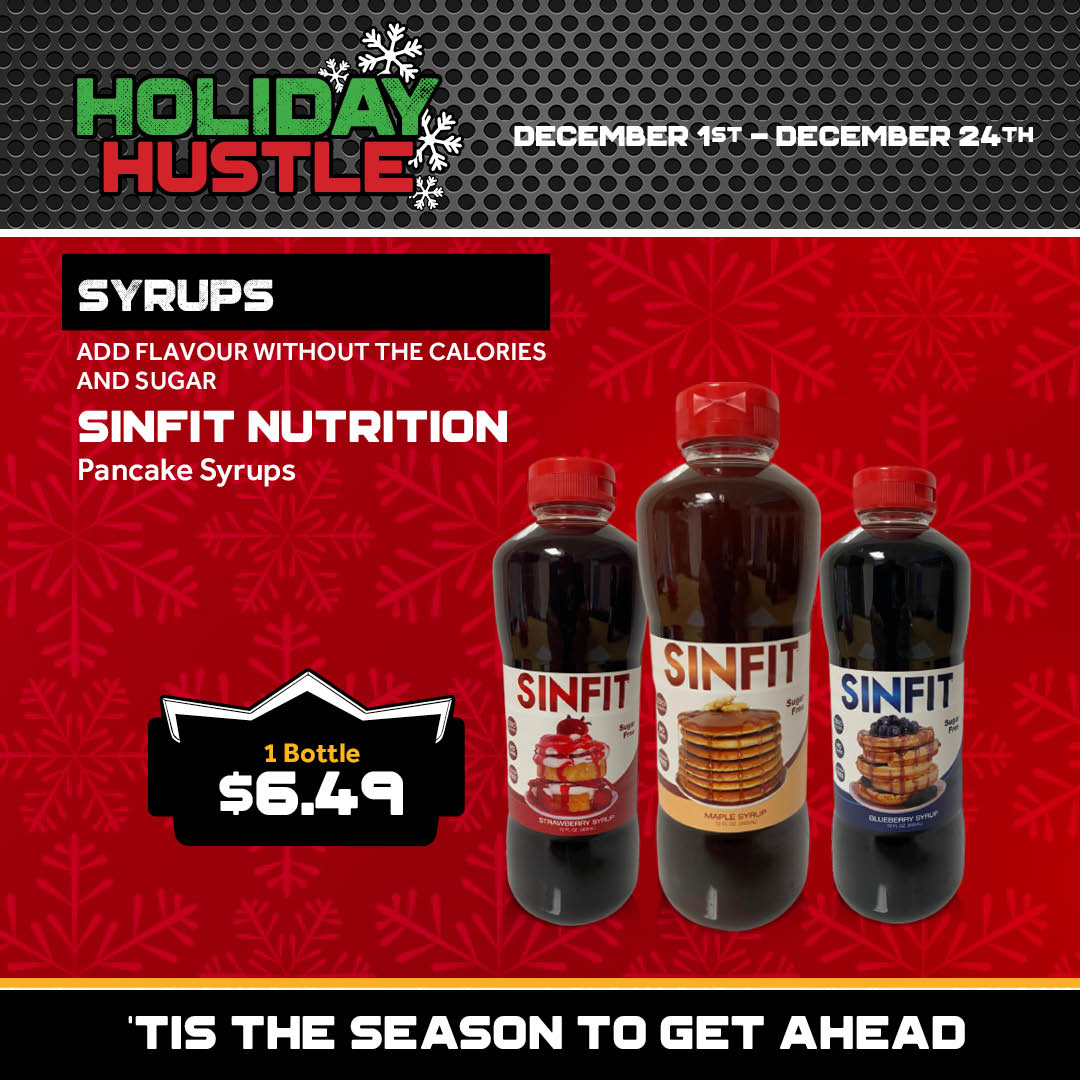 HOLIDAY
HUSTLE
DECEMBER 1ST – DECEMBER 24TH
SYRUPS
ADD FLAVOUR WITHOUT THE CALORIES
AND SUGAR
SINFIT NUTRITION
Pancake Syrups
1 Bottle
$6.49
SINFIT
Sugar
Free
STRAWBERRY SYRUP
SINFIT
Sugar
Free
MAPLE SYRUP
SINFIT
Sugar
Free
BLUEBERRY SYRUP
'TIS THE SEASON TO GET AHEAD